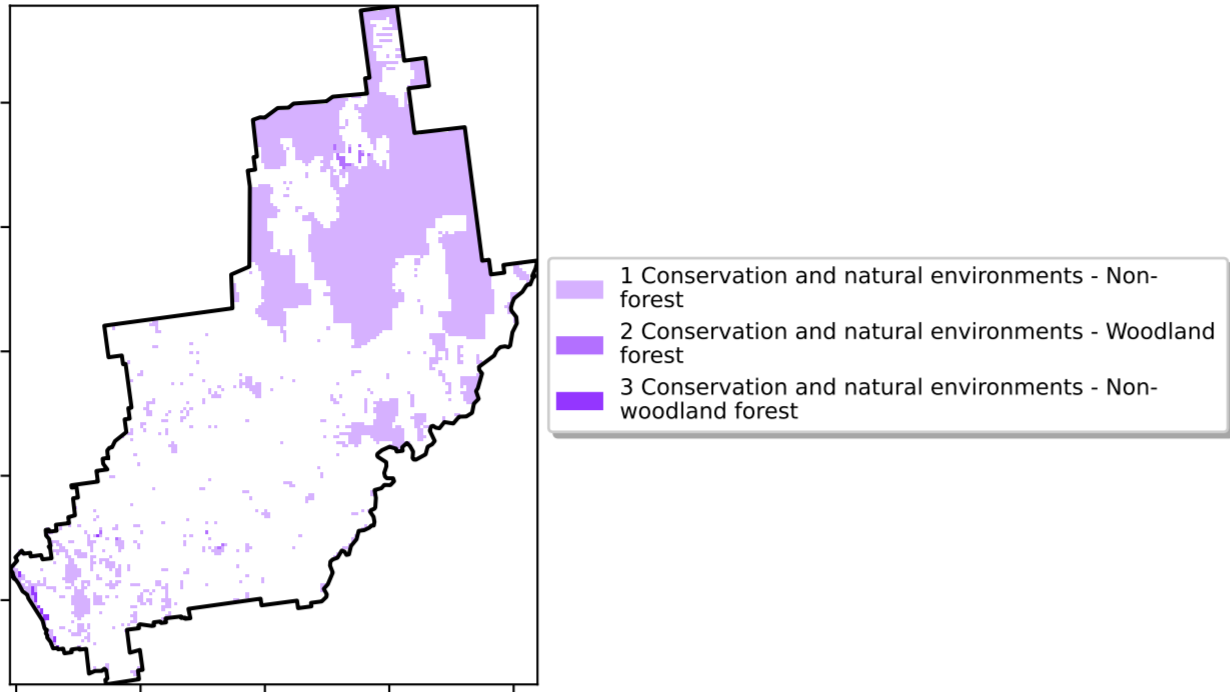 1 Conservation and natural environments - Non-
forest
2 Conservation and natural environments - Woodland
forest
3 Conservation and natural environments - Non-
woodland forest